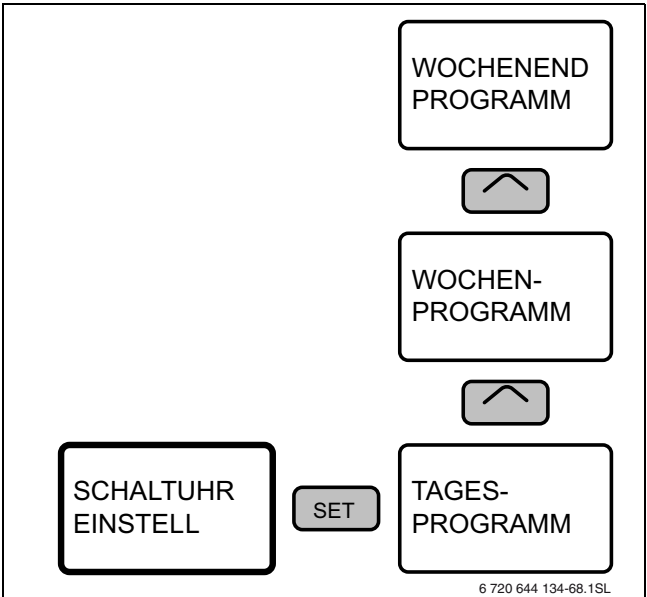 WOCHENEND
PROGRAMM
WOCHEN-
PROGRAMM
SCHALTUHR
EINSTELL
SET
TAGES-
PROGRAMM
6 720 644 134-68.1SL